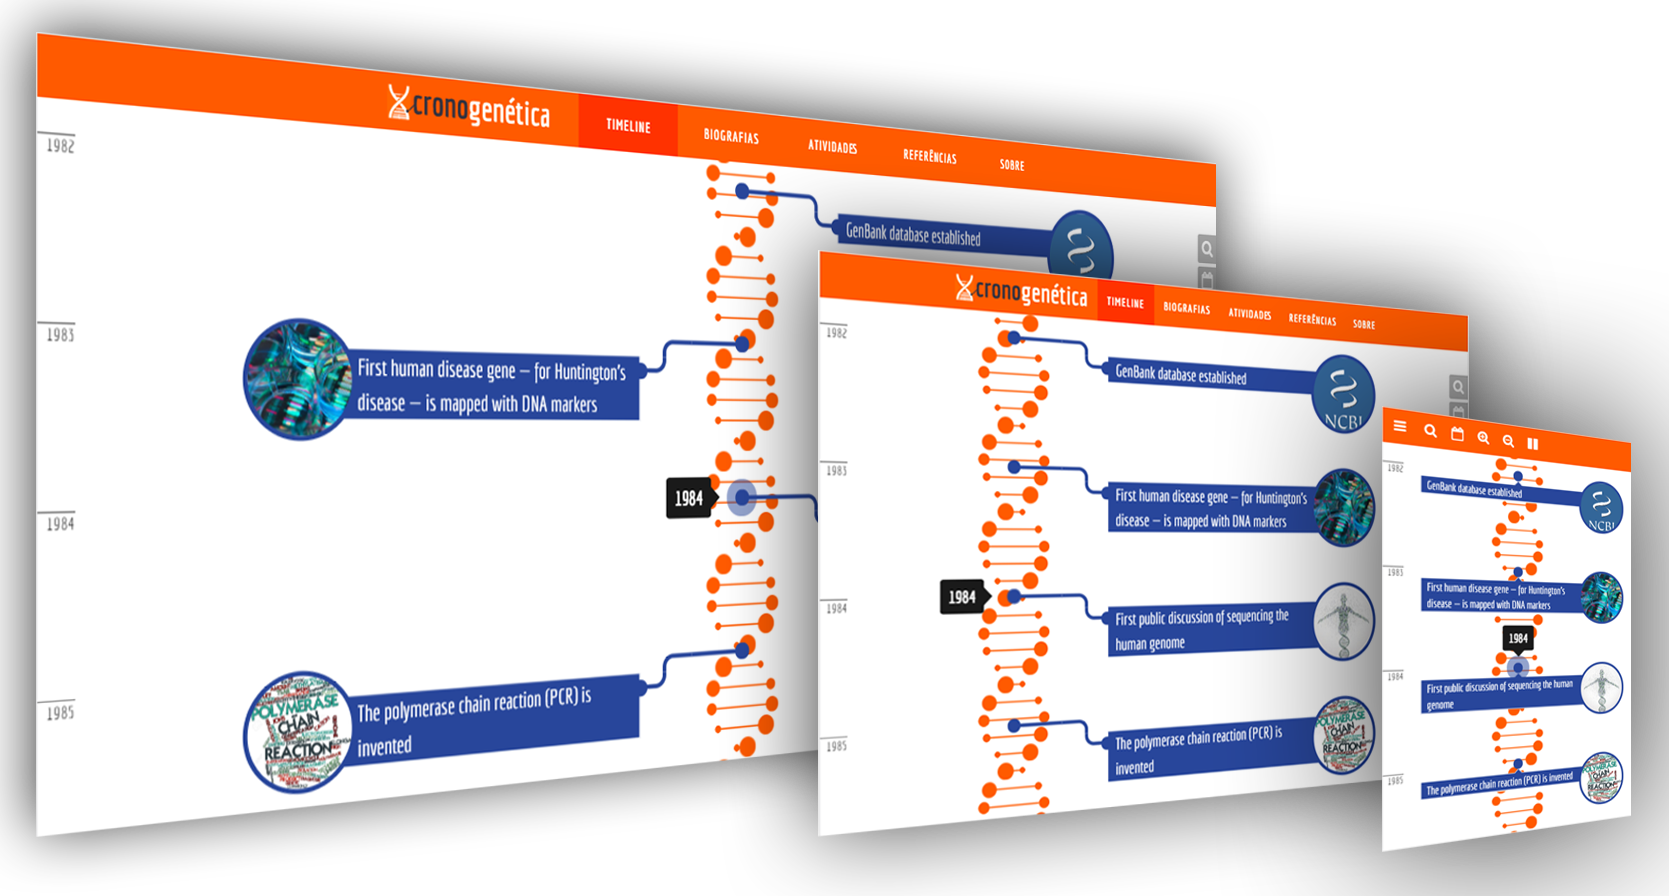 cronogenética
TIMELINE
BIOGRAFIAS
ATIVIDADES
REFERÊNCIAS
SOBRE
1982
GenBank database established
1983
First human disease gene – for Huntington's
disease – is mapped with DNA markers
1984
1984
1985
POLYMERASE
CHAIN
REACTION
The polymerase chain reaction (PCR) is
invented
cronogenética
TIMELINE
BIOGRAFIAS
ATIVIDADES
REFERÊNCIAS
SOBRE
1982
GenBank database established
NCBI
1983
First human disease gene – for Huntington's
disease – is mapped with DNA markers
1984
1984
First public discussion of sequencing the
human genome
1985
The polymerase chain reaction (PCR) is
invented
POLYMERASE
CHAIN
REACTION
1982
GenBank database established
NCBI
1983
First human disease gene – for Huntington's
disease – is mapped with DNA markers
1984
1984
First public discussion of sequencing the human
genome
1985
The polymerase chain reaction (PCR) is invented
POLYMERASE
CHAIN
REACTION